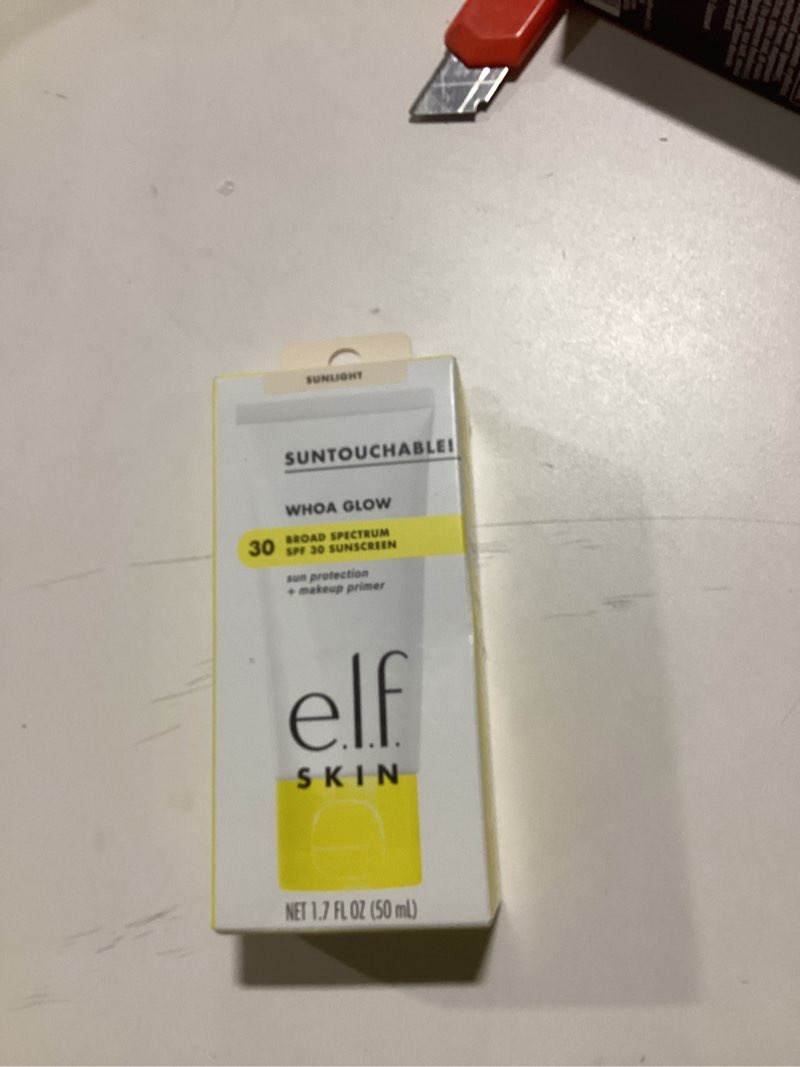 SUNLIGHT
SUNTOUCHABLE!
WHOA GLOW
30
BROAD SPECTRUM
SPF 30 SUNSCREEN
sun protection
+ makeup primer
e.l.f.
SKIN
NET 1.7 FL OZ (50 mL)